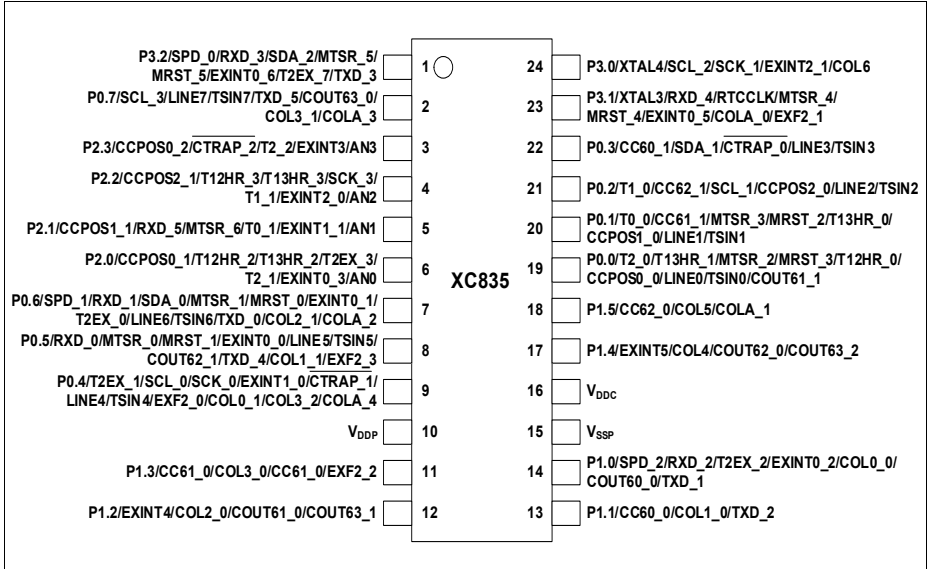 P3.2/SPD_0/RXD_3/SDA_2/MTSR_5/
MRST_5/EXINT0_6/T2EX_7/TXD_3
1
24
P3.0/XTAL4/SCL_2/SCK_1/EXINT2_1/COL6
P0.7/SCL_3/LINE7/TSIN7/TXD_5/COUT63_0/
COL3_1/COLA_3
2
23
P3.1/XTAL3/RXD_4/RTCCLK/MTSR_4/
MRST_4/EXINT0_5/COLA_0/EXF2_1
P2.3/CCPOS0_2/CTRAP_2/T2_2/EXINT3/AN3
3
22
P0.3/CC60_1/SDA_1/CTRAP_0/LINE3/TSIN3
P2.2/CCPOS2_1/T12HR_3/T13HR_3/SCK_3/
T1_1/EXINT2_0/AN2
4
21
P0.2/T1_0/CC62_1/SCL_1/CCPOS2_0/LINE2/TSIN2
P2.1/CCPOS1_1/RXD_5/MTSR_6/T0_1/EXINT1_1/AN1
5
20
P0.1/T0_0/CC61_1/MTSR_3/MRST_2/T13HR_0/
CCPOS1_0/LINE1/TSIN1
P2.0/CCPOS0_1/T12HR_2/T13HR_2/T2EX_3/
T2_1/EXINT0_3/AN0
6
XC835
19
P0.0/T2_0/T13HR_1/MTSR_2/MRST_3/T12HR_0/
CCPOS0_0/LINE0/TSIN0/COUT61_1
P0.6/SPD_1/RXD_1/SDA_0/MTSR_1/MRST_0/EXINT0_1/
T2EX_0/LINE6/TSIN6/TXD_0/COL2_1/COLA_2
7
18
P1.5/CC62_0/COL5/COLA_1
P0.5/RXD_0/MTSR_0/MRST_1/EXINT0_0/LINE5/TSIN5/
COUT62_1/TXD_4/COL1_1/EXF2_3
8
17
P1.4/EXINT5/COL4/COUT62_0/COUT63_2
P0.4/T2EX_1/SCL_0/SCK_0/EXINT1_0/CTRAP_1/
LINE4/TSIN4/EXF2_0/COL0_1/COL3_2/COLA_4
9
16
VDDC
VDDP
10
15
VSSP
P1.3/CC61_0/COL3_0/CC61_0/EXF2_2
11
14
P1.0/SPD_2/RXD_2/T2EX_2/EXINT0_2/COL0_0/
COUT60_0/TXD_1
P1.2/EXINT4/COL2_0/COUT61_0/COUT63_1
12
13
P1.1/CC60_0/COL1_0/TXD_2